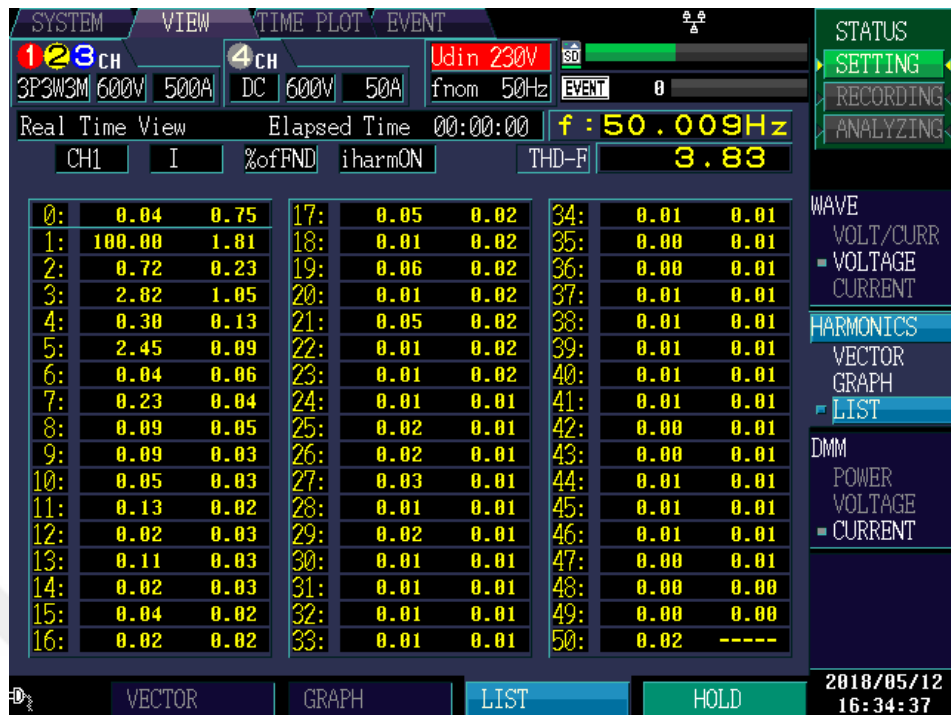 SYSTEM VIEW TIME PLOT EVENT
1 2 3 CH 4 CH Udin 230V SD
3P3W3M 600V 500A DC 600V 50A fnom 50Hz EVENT 0
Real Time View Elapsed Time 00:00:00 f:50.009Hz
CH1 I %ofFND iharmON THD-F 3.83
0: 0.04 0.75 17: 0.05 0.02 34: 0.01 0.01
1: 100.00 1.81 18: 0.01 0.02 35: 0.00 0.01
2: 0.72 0.23 19: 0.06 0.02 36: 0.00 0.01
3: 2.82 1.05 20: 0.01 0.02 37: 0.01 0.01
4: 0.30 0.13 21: 0.05 0.02 38: 0.01 0.01
5: 2.45 0.09 22: 0.01 0.02 39: 0.01 0.01
6: 0.04 0.06 23: 0.01 0.02 40: 0.01 0.01
7: 0.23 0.04 24: 0.01 0.01 41: 0.01 0.01
8: 0.09 0.05 25: 0.02 0.01 42: 0.00 0.01
9: 0.09 0.03 26: 0.02 0.01 43: 0.00 0.01
10: 0.05 0.03 27: 0.03 0.01 44: 0.01 0.01
11: 0.13 0.02 28: 0.01 0.01 45: 0.01 0.01
12: 0.02 0.03 29: 0.02 0.01 46: 0.01 0.01
13: 0.11 0.03 30: 0.01 0.01 47: 0.00 0.01
14: 0.02 0.03 31: 0.01 0.01 48: 0.00 0.00
15: 0.04 0.02 32: 0.01 0.01 49: 0.00 0.00
16: 0.02 0.02 33: 0.01 0.01 50: 0.02 -----
VECTOR GRAPH LIST HOLD
STATUS
SETTING
RECORDING
ANALYZING
WAVE
VOLT/CURR
VOLTAGE
CURRENT
HARMONICS
VECTOR
GRAPH
LIST
DMM
POWER
VOLTAGE
CURRENT
2018/05/12
16:34:37